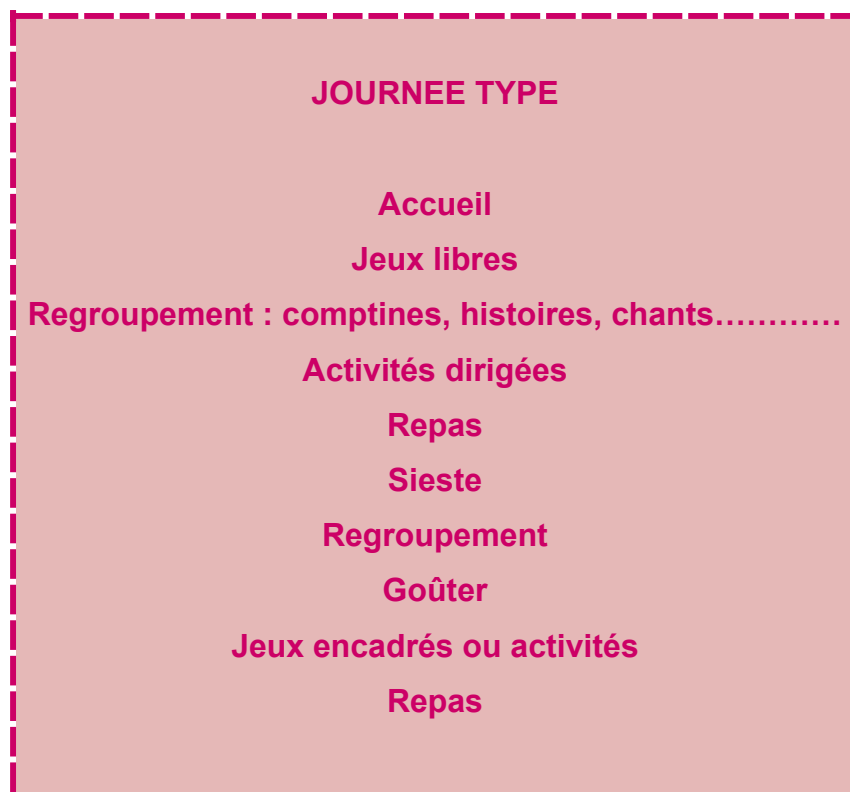 JOURNEE TYPE
Accueil
Jeux libres
Regroupement : comptines, histoires, chants…………
Activités dirigées
Repas
Sieste
Regroupement
Goûter
Jeux encadrés ou activités
Repas